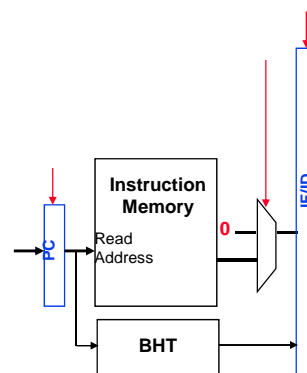 Instruction
Memory
IF/ID
0
PC
Read
Address
BHT